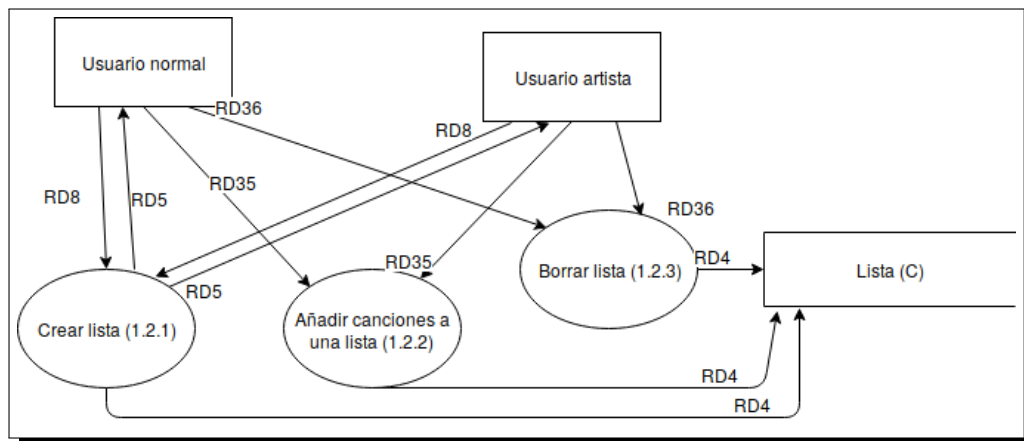 Usuario normal
Usuario artista
RD36
RD8
RD35
RD8
RD5
RD36
RD35
RD4
Borrar lista (1.2.3)
Lista (C)
RD5
Crear lista (1.2.1)
Añadir canciones a
una lista (1.2.2)
RD4
RD4